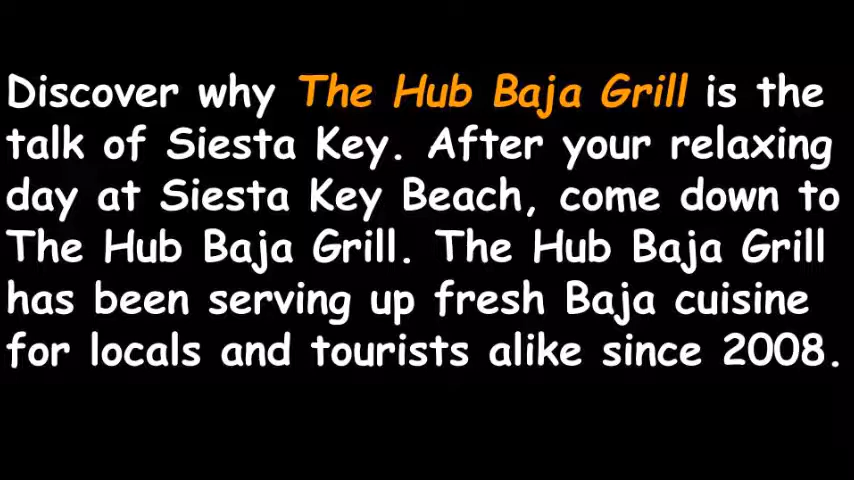 Discover why The Hub Baja Grill is the
talk of Siesta Key. After your relaxing
day at Siesta Key Beach, come down to
The Hub Baja Grill. The Hub Baja Grill
has been serving up fresh Baja cuisine
for locals and tourists alike since 2008.